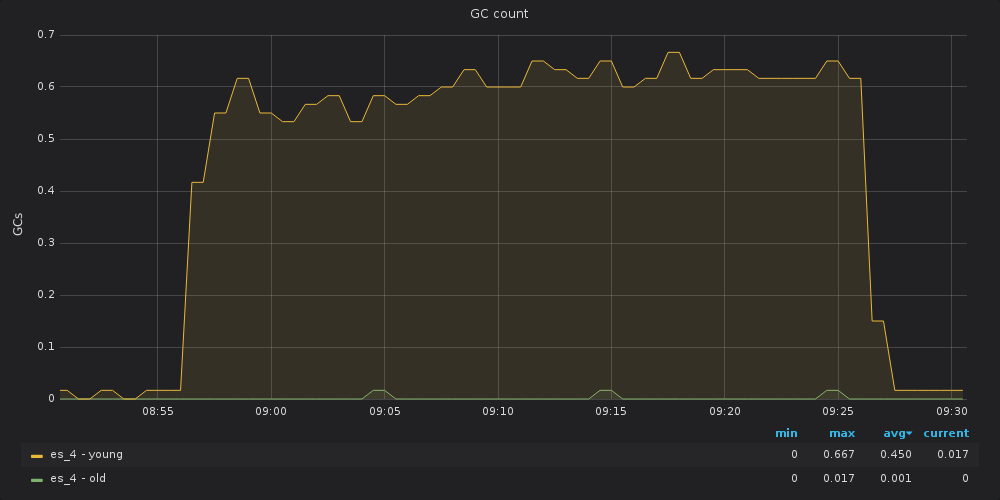 GC count
0.7
0.6
0.5
0.4
0.3
0.2
0.1
0
GCs
08:55 09:00 09:05 09:10 09:15 09:20 09:25 09:30
min max avg▾ current
es_4 - young 0 0.667 0.450 0.017
es_4 - old 0 0.017 0.001 0